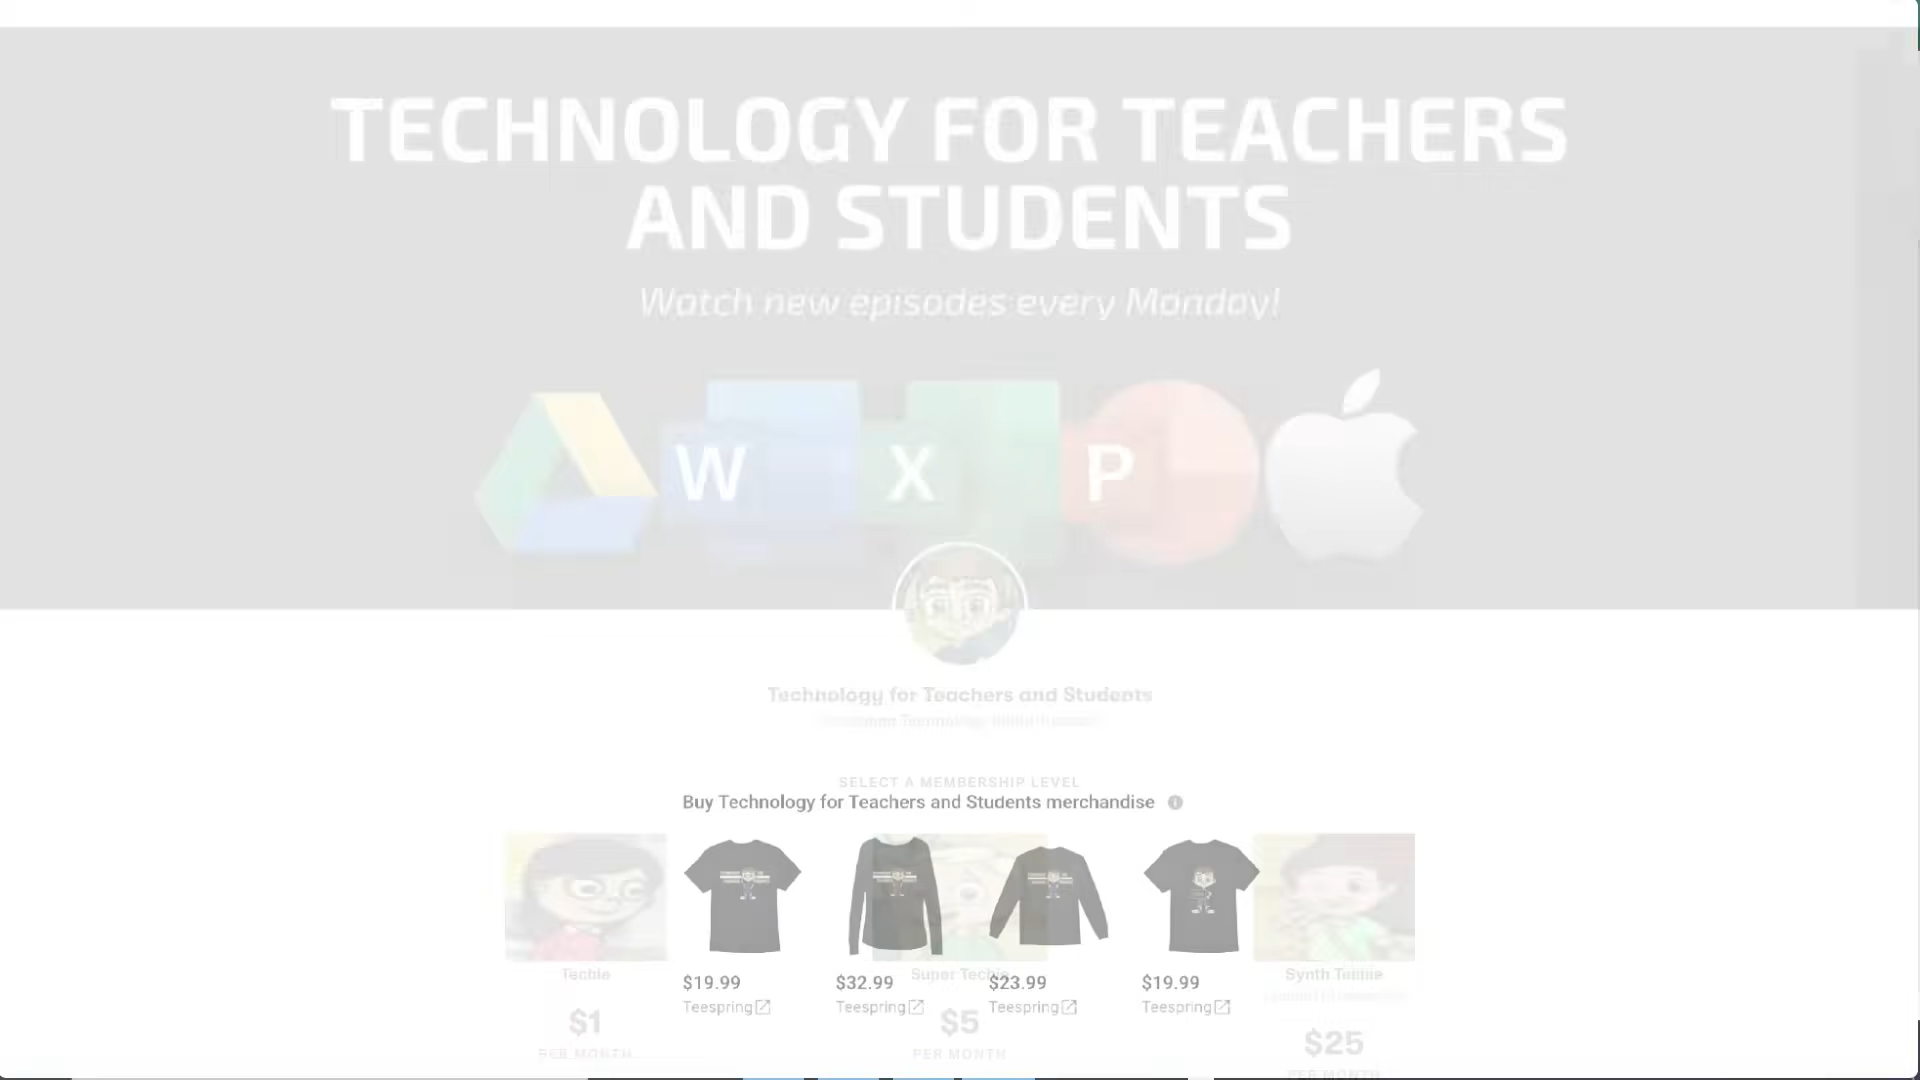 TECHNOLOGY FOR TEACHERS
AND STUDENTS
Watch new episodes every Monday!
W X P
Technology for Teachers and Students
SELECT A MEMBERSHIP LEVEL
Buy Technology for Teachers and Students merchandise
Techie
Super Techie
Synth Techie
$19.99
$32.99
$23.99
$19.99
Teespring
Teespring
Teespring
Teespring
$1
$5
$25
PER MONTH
PER MONTH
PER MONTH